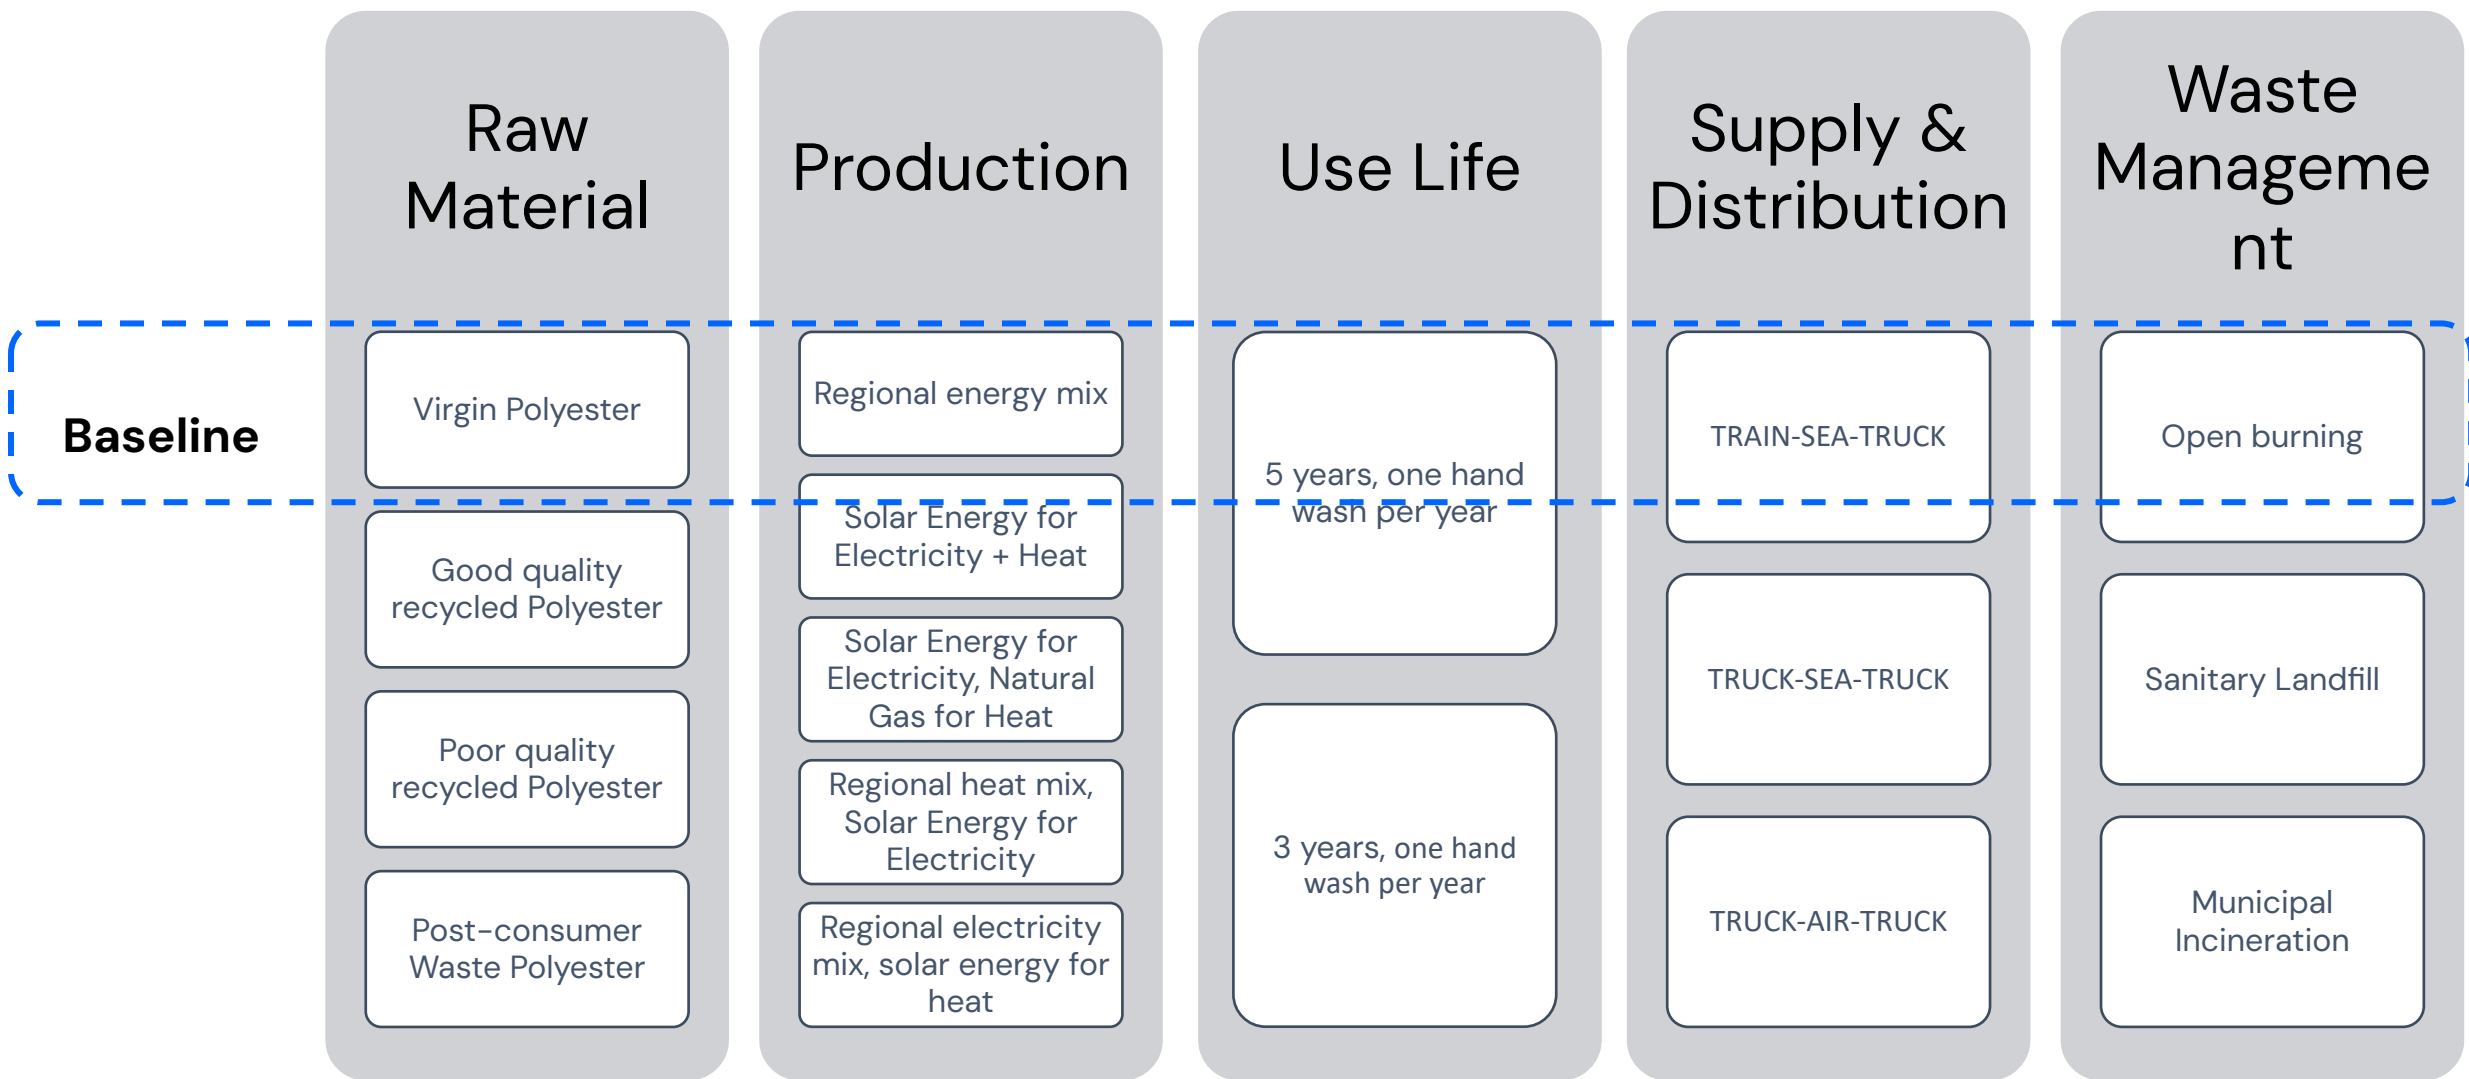 Raw
Material
Production
Use Life
Supply &
Distribution
Waste
Manageme
nt
Baseline
Virgin Polyester
Good quality
recycled Polyester
Poor quality
recycled Polyester
Post-consumer
Waste Polyester
Regional energy mix
Solar Energy for
Electricity + Heat
Solar Energy for
Electricity, Natural
Gas for Heat
Regional heat mix,
Solar Energy for
Electricity
Regional electricity
mix, solar energy for
heat
5 years, one hand
wash per year
3 years, one hand
wash per year
TRAIN-SEA-TRUCK
TRUCK-SEA-TRUCK
TRUCK-AIR-TRUCK
Open burning
Sanitary Landfill
Municipal
Incineration